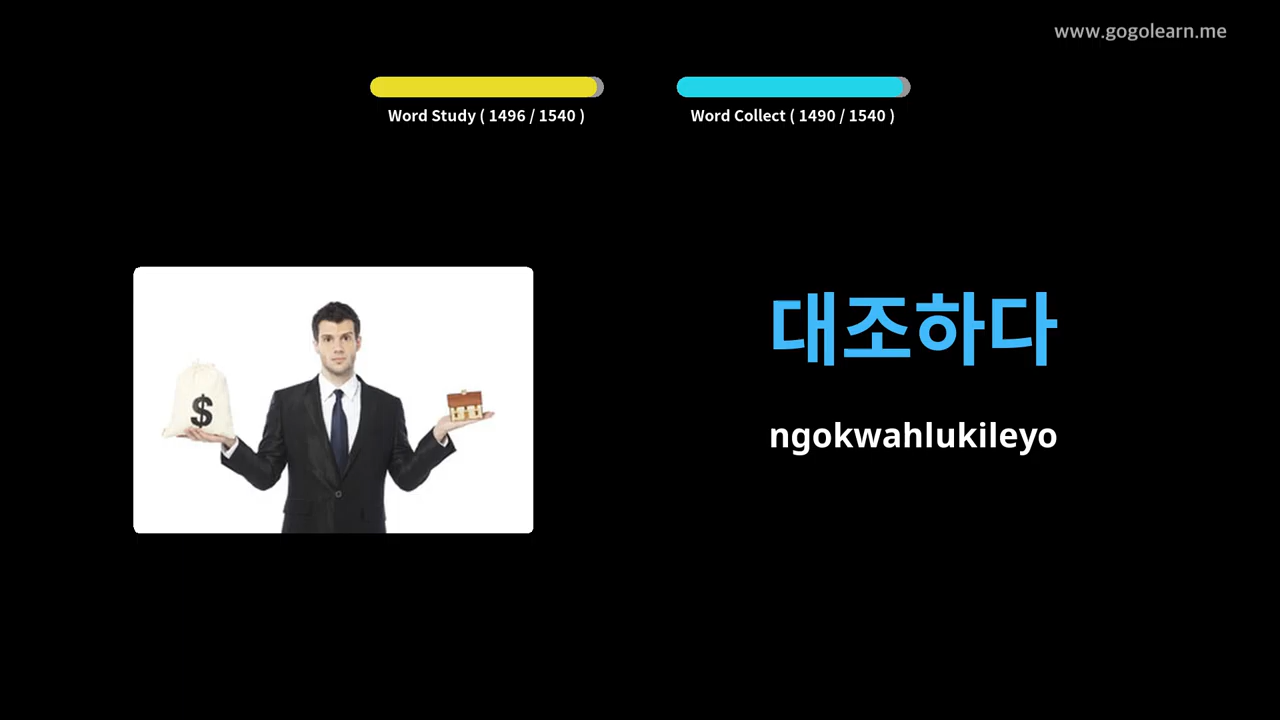 www.gogolearn.me
Word Study ( 1496 / 1540 )
Word Collect ( 1490 / 1540 )
$
대조하다
ngokwahlukileyo